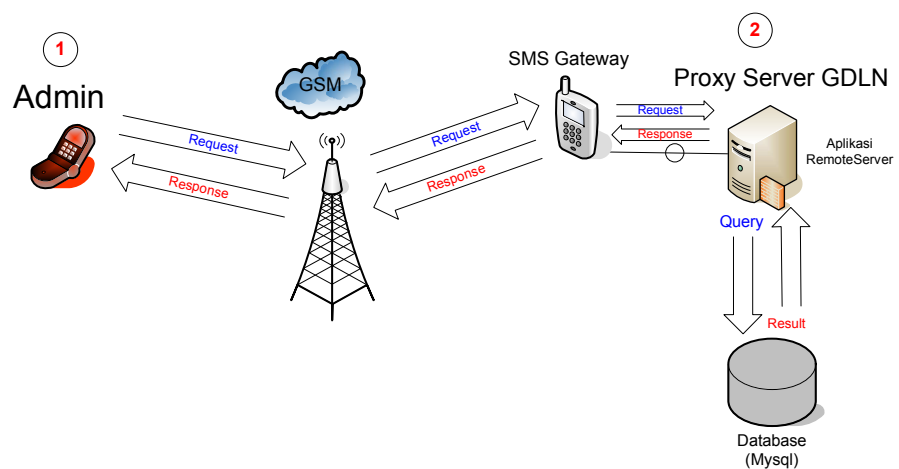 1
Admin
GSM
Request
Response
Request
Response
SMS Gateway
2
Proxy Server GDLN
Request
Response
Aplikasi
RemoteServer
Query
Result
Database
(Mysql)